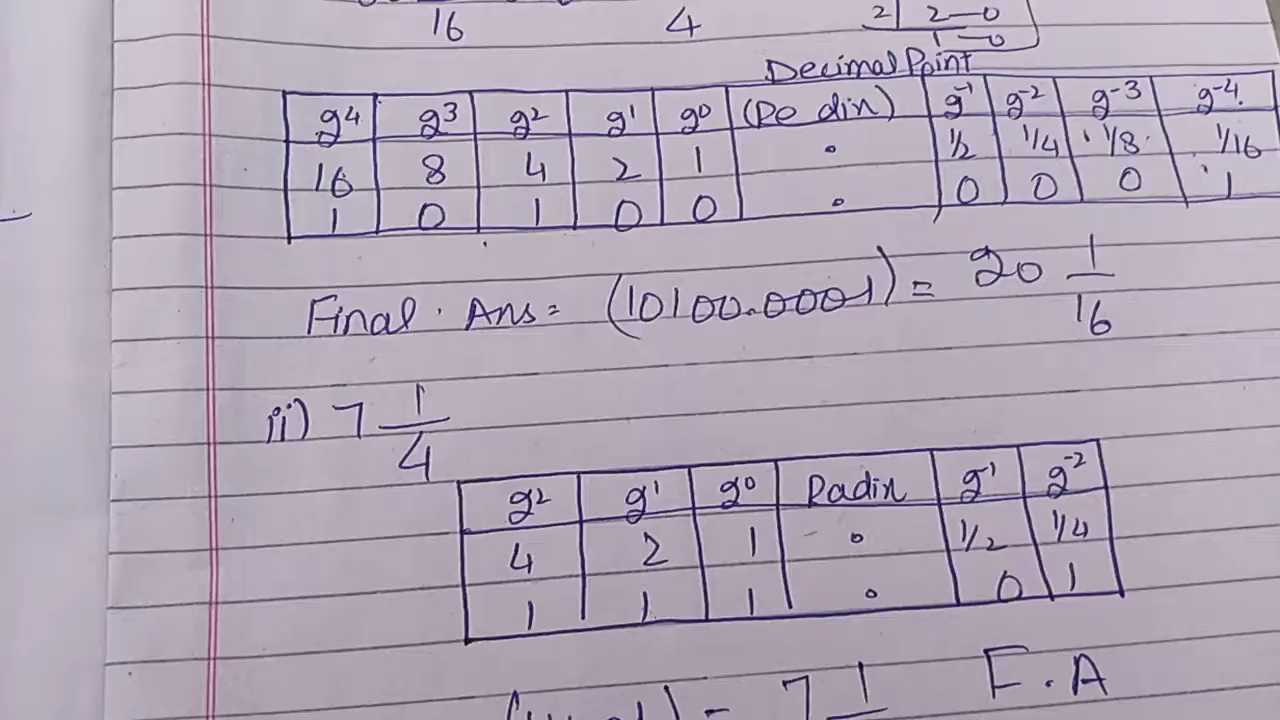 16 4 2 2—0
1—0
Decimal Point
2⁴ 2³ 2² 2¹ 2⁰ (Radix) 2⁻¹ 2⁻² 2⁻³ 2⁻⁴
16 8 4 2 1 . 1/2 1/4 1/8 1/16
1 0 1 0 0 . 0 0 0 1
Final. Ans = (10100.0001) = 20 1/16
ii) 7 1/4
2² 2¹ 2⁰ Radix 2⁻¹ 2⁻²
4 2 1 . 1/2 1/4
1 1 1 . 0 1
7 1 F.A